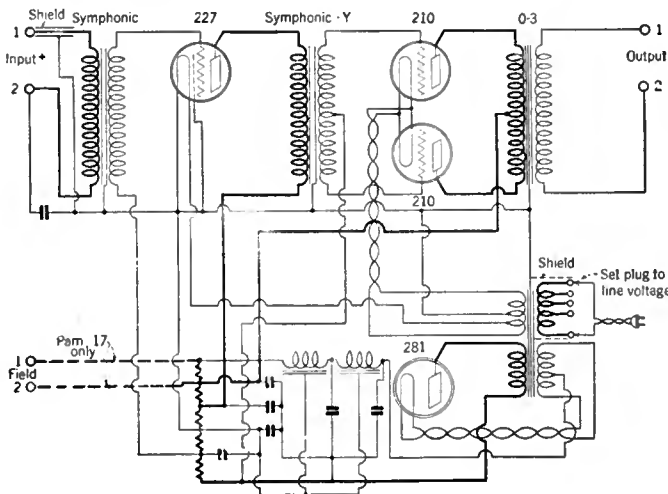 Shield Symphonic 227 Symphonic - Y 210 0-3
1
1
Input +
Output
2
2
210
Shield
Set plug to
line voltage
Pam 17
only
281
1
Field
2